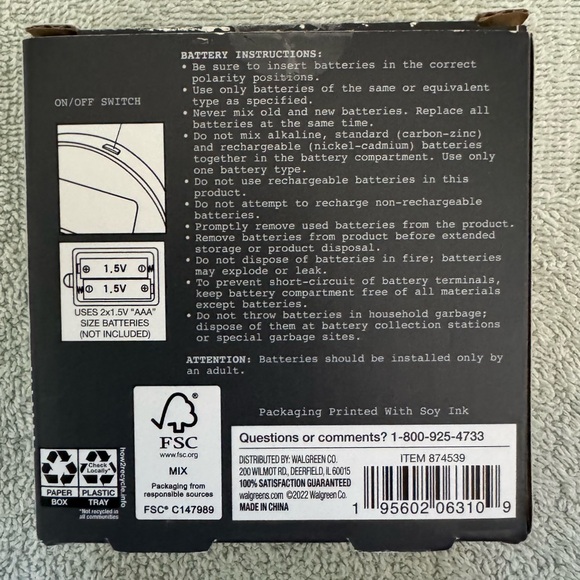 BATTERY INSTRUCTIONS:
• Be sure to insert batteries in the correct
polarity positions.
• Use only batteries of the same or equivalent
type as specified.
• Never mix old and new batteries. Replace all
batteries at the same time.
• Do not mix alkaline, standard (carbon-zinc)
and rechargeable (nickel-cadmium) batteries
together in the battery compartment. Use only
one battery type.
• Do not use rechargeable batteries in this
product.
• Do not attempt to recharge non-rechargeable
batteries.
• Promptly remove used batteries from the product.
• Remove batteries from product before extended
storage or product disposal.
• Do not dispose of batteries in fire; batteries
may explode or leak.
• To prevent short-circuit of battery terminals,
keep battery compartment free of all materials
except batteries.
• Do not throw batteries in household garbage;
dispose of them at battery collection stations
or special garbage sites.
ATTENTION: Batteries should be installed only by
an adult.
ON/OFF SWITCH
⊕ 1.5V
⊖ 1.5V
USES 2x1.5V "AAA"
SIZE BATTERIES
(NOT INCLUDED)
Packaging Printed With Soy Ink
®
FSC
www.fsc.org
MIX
Packaging from
responsible sources
FSC® C147989
Check
Locally*
PAPER
BOX
PLASTIC
TRAY
*Not recycled in
all communities
how2recycle.info
Questions or comments? 1-800-925-4733
DISTRIBUTED BY: WALGREEN CO.
200 WILMOT RD., DEERFIELD, IL 60015
100% SATISFACTION GUARANTEED
walgreens.com ©2022 Walgreen Co.
MADE IN CHINA
ITEM 874539
1 95602 06310 9